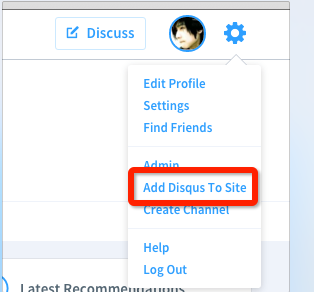 Discuss
Edit Profile
Settings
Find Friends
Admin
Add Disqus To Site
Create Channel
Help
Log Out
Latest Recommendations